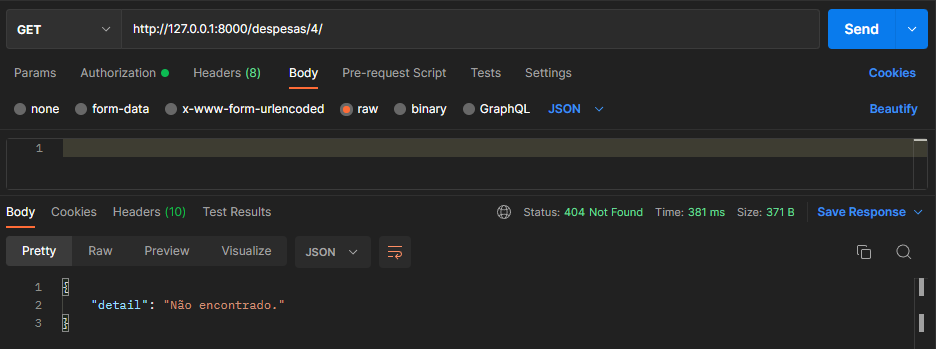 GET http://127.0.0.1:8000/despesas/4/ Send
Params Authorization Headers (8) Body Pre-request Script Tests Settings Cookies
none form-data x-www-form-urlencoded raw binary GraphQL JSON Beautify
1
Body Cookies Headers (10) Test Results Status: 404 Not Found Time: 381 ms Size: 371 B Save Response
Pretty Raw Preview Visualize JSON
1 {
2 "detail": "Não encontrado."
3 }